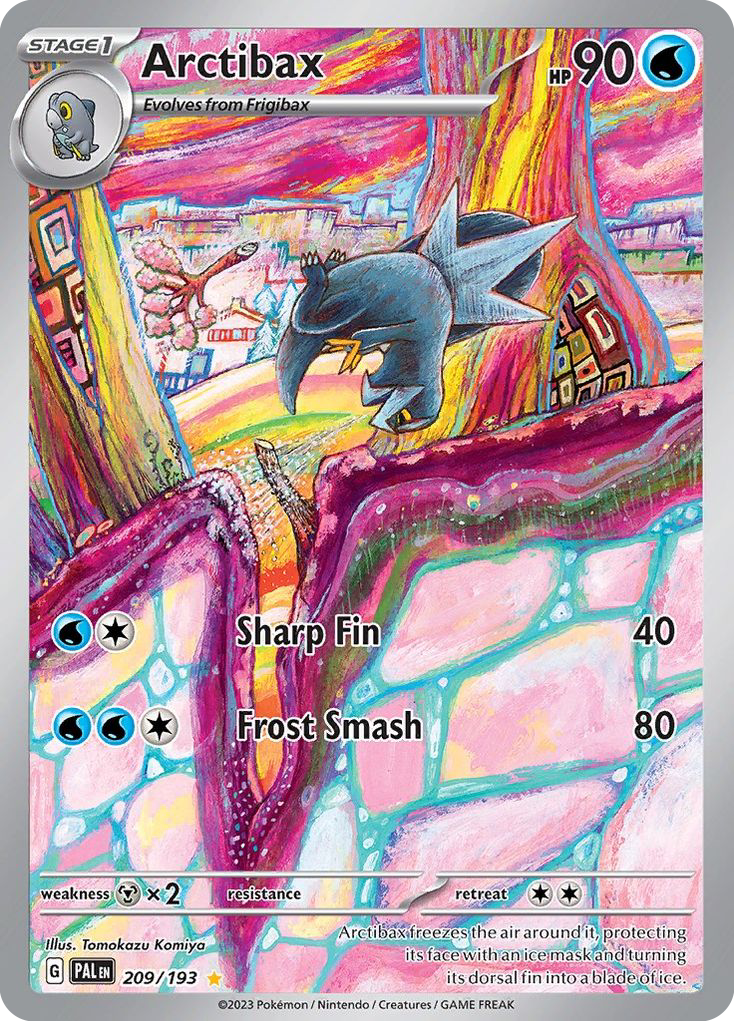 STAGE1
Arctibax
HP 90
Evolves from Frigibax
Sharp Fin 40
Frost Smash 80
weakness ×2 resistance retreat
Illus. Tomokazu Komiya
Arctibax freezes the air around it, protecting
its face with an ice mask and turning
its dorsal fin into a blade of ice.
G PAL EN 209/193
©2023 Pokémon / Nintendo / Creatures / GAME FREAK